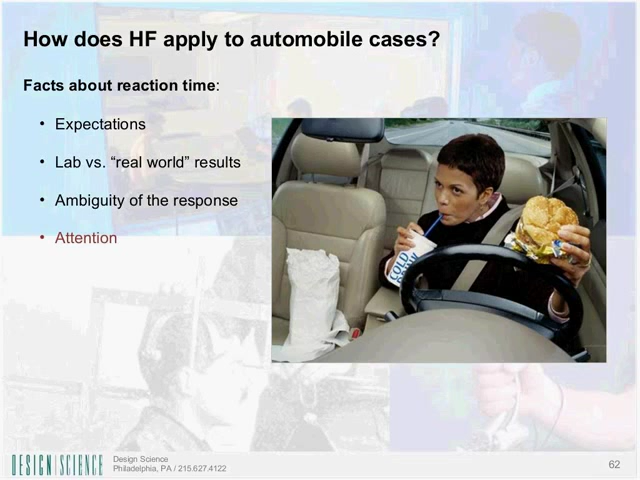 How does HF apply to automobile cases?
Facts about reaction time:
• Expectations
• Lab vs. “real world” results
• Ambiguity of the response
• Attention
COLD
DESIGN SCIENCE
Design Science
Philadelphia, PA / 215.627.4122
62